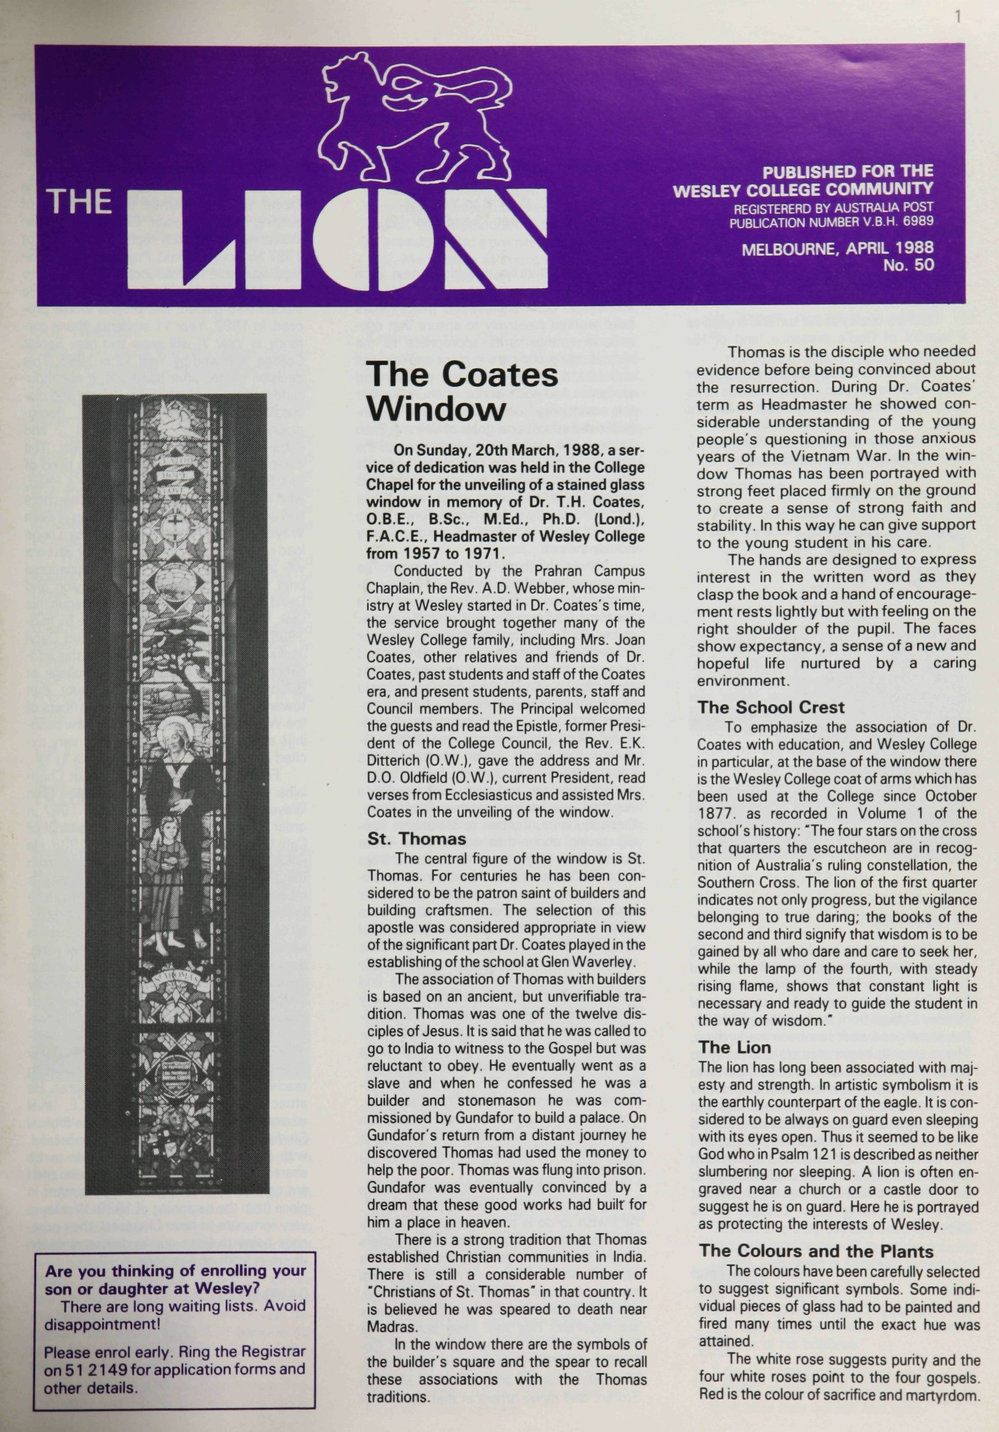 1
THE LION
PUBLISHED FOR THE
WESLEY COLLEGE COMMUNITY
REGISTERERD BY AUSTRALIA POST
PUBLICATION NUMBER V.B.H. 6989
MELBOURNE, APRIL 1988
No. 50
The Coates
Window
On Sunday, 20th March, 1988, a ser-
vice of dedication was held in the College
Chapel for the unveiling of a stained glass
window in memory of Dr. T.H. Coates,
O.B.E., B.Sc., M.Ed., Ph.D. (Lond.),
F.A.C.E., Headmaster of Wesley College
from 1957 to 1971.
Conducted by the Prahran Campus
Chaplain, the Rev. A.D. Webber, whose min-
istry at Wesley started in Dr. Coates's time,
the service brought together many of the
Wesley College family, including Mrs. Joan
Coates, other relatives and friends of Dr.
Coates, past students and staff of the Coates
era, and present students, parents, staff and
Council members. The Principal welcomed
the guests and read the Epistle, former Presi-
dent of the College Council, the Rev. E.K.
Ditterich (O.W.), gave the address and Mr.
D.O. Oldfield (O.W.), current President, read
verses from Ecclesiasticus and assisted Mrs.
Coates in the unveiling of the window.
St. Thomas
The central figure of the window is St.
Thomas. For centuries he has been con-
sidered to be the patron saint of builders and
building craftsmen. The selection of this
apostle was considered appropriate in view
of the significant part Dr. Coates played in the
establishing of the school at Glen Waverley.
The association of Thomas with builders
is based on an ancient, but unverifiable tra-
dition. Thomas was one of the twelve dis-
ciples of Jesus. It is said that he was called to
go to India to witness to the Gospel but was
reluctant to obey. He eventually went as a
slave and when he confessed he was a
builder and stonemason he was com-
missioned by Gundafor to build a palace. On
Gundafor's return from a distant journey he
discovered Thomas had used the money to
help the poor. Thomas was flung into prison.
Gundafor was eventually convinced by a
dream that these good works had built for
him a place in heaven.
There is a strong tradition that Thomas
established Christian communities in India.
There is still a considerable number of
"Christians of St. Thomas" in that country. It
is believed he was speared to death near
Madras.
In the window there are the symbols of
the builder's square and the spear to recall
these associations with the Thomas
traditions.
Thomas is the disciple who needed
evidence before being convinced about
the resurrection. During Dr. Coates'
term as Headmaster he showed con-
siderable understanding of the young
people's questioning in those anxious
years of the Vietnam War. In the win-
dow Thomas has been portrayed with
strong feet placed firmly on the ground
to create a sense of strong faith and
stability. In this way he can give support
to the young student in his care.
The hands are designed to express
interest in the written word as they
clasp the book and a hand of encourage-
ment rests lightly but with feeling on the
right shoulder of the pupil. The faces
show expectancy, a sense of a new and
hopeful life nurtured by a caring
environment.
The School Crest
To emphasize the association of Dr.
Coates with education, and Wesley College
in particular, at the base of the window there
is the Wesley College coat of arms which has
been used at the College since October
1877. as recorded in Volume 1 of the
school's history: "The four stars on the cross
that quarters the escutcheon are in recog-
nition of Australia's ruling constellation, the
Southern Cross. The lion of the first quarter
indicates not only progress, but the vigilance
belonging to true daring; the books of the
second and third signify that wisdom is to be
gained by all who dare and care to seek her,
while the lamp of the fourth, with steady
rising flame, shows that constant light is
necessary and ready to guide the student in
the way of wisdom."
The Lion
The lion has long been associated with maj-
esty and strength. In artistic symbolism it is
the earthly counterpart of the eagle. It is con-
sidered to be always on guard even sleeping
with its eyes open. Thus it seemed to be like
God who in Psalm 121 is described as neither
slumbering nor sleeping. A lion is often en-
graved near a church or a castle door to
suggest he is on guard. Here he is portrayed
as protecting the interests of Wesley.
The Colours and the Plants
The colours have been carefully selected
to suggest significant symbols. Some indi-
vidual pieces of glass had to be painted and
fired many times until the exact hue was
attained.
The white rose suggests purity and the
four white roses point to the four gospels.
Red is the colour of sacrifice and martyrdom.
Are you thinking of enrolling your
son or daughter at Wesley?
There are long waiting lists. Avoid
disappointment!
Please enrol early. Ring the Registrar
on 51 2149 for application forms and
other details.